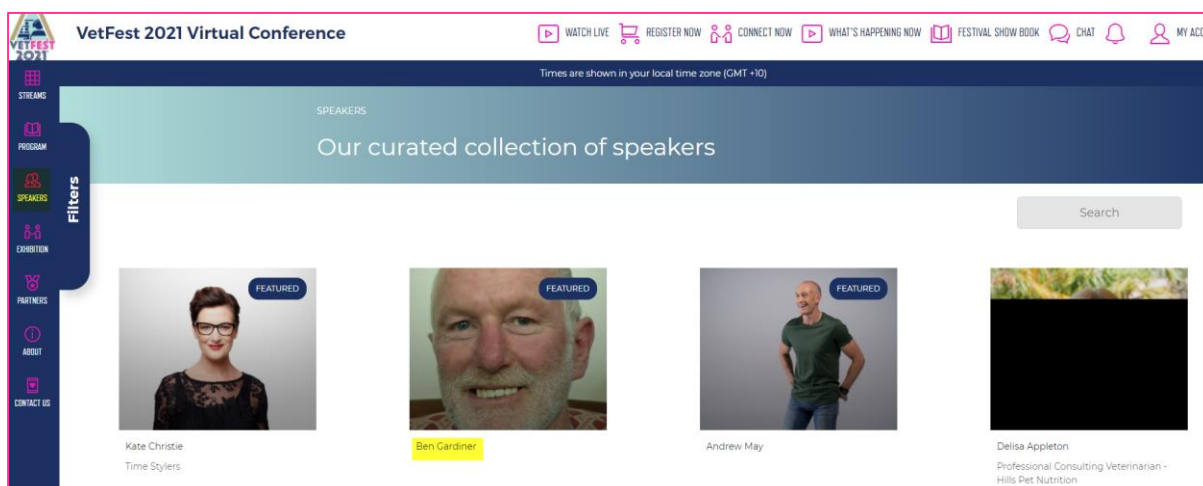 VETFEST
2021
VetFest 2021 Virtual Conference
WATCH LIVE
REGISTER NOW
CONNECT NOW
WHAT'S HAPPENING NOW
FESTIVAL SHOW BOOK
CHAT
MY ACC
Times are shown in your local time zone (GMT +10)
STREAMS
PROGRAM
SPEAKERS
EXHIBITION
PARTNERS
ABOUT
CONTACT US
Filters
SPEAKERS
Our curated collection of speakers
Search
FEATURED
FEATURED
FEATURED
Kate Christie
Time Stylers
Ben Gardiner
Andrew May
Delisa Appleton
Professional Consulting Veterinarian -
Hills Pet Nutrition